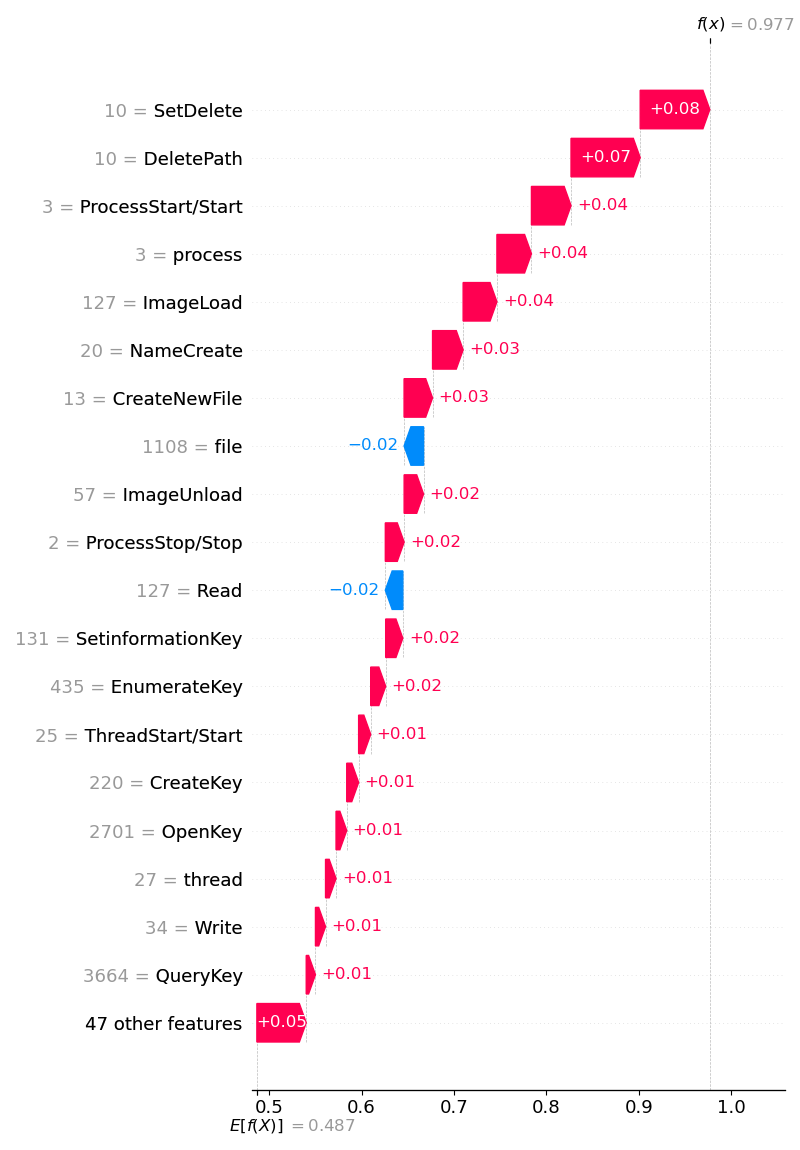 f(x) = 0.977
10 = SetDelete +0.08
10 = DeletePath +0.07
3 = ProcessStart/Start +0.04
3 = process +0.04
127 = ImageLoad +0.04
20 = NameCreate +0.03
13 = CreateNewFile +0.03
1108 = file −0.02
57 = ImageUnload +0.02
2 = ProcessStop/Stop +0.02
127 = Read −0.02
131 = SetinformationKey +0.02
435 = EnumerateKey +0.02
25 = ThreadStart/Start +0.01
220 = CreateKey +0.01
2701 = OpenKey +0.01
27 = thread +0.01
34 = Write +0.01
3664 = QueryKey +0.01
47 other features +0.05
0.5 0.6 0.7 0.8 0.9 1.0
E[f(X)] = 0.487